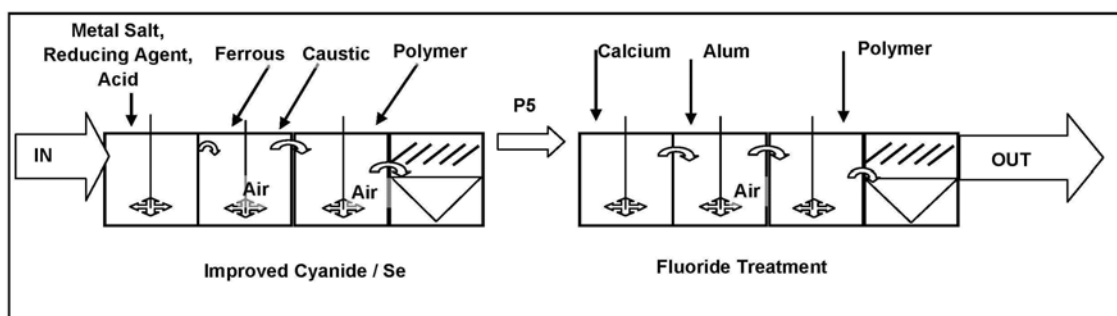 Metal Salt,
Reducing Agent,
Acid
Ferrous
Caustic
Polymer
P5
Calcium
Alum
Polymer
IN
Air
Air
Air
OUT
Improved Cyanide / Se
Fluoride Treatment